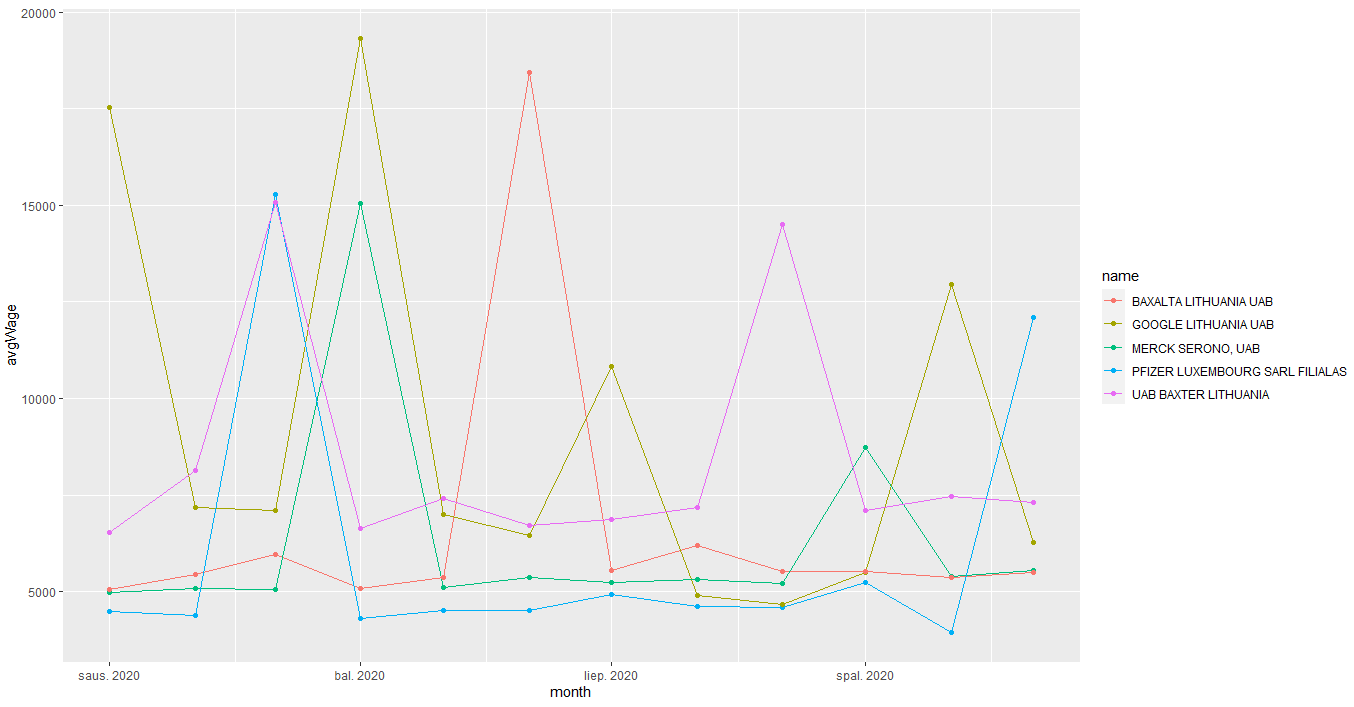 20000
15000
10000
5000
avgWage
saus. 2020
bal. 2020
liep. 2020
spal. 2020
month
name
BAXALTA LITHUANIA UAB
GOOGLE LITHUANIA UAB
MERCK SERONO, UAB
PFIZER LUXEMBOURG SARL FILIALAS
UAB BAXTER LITHUANIA